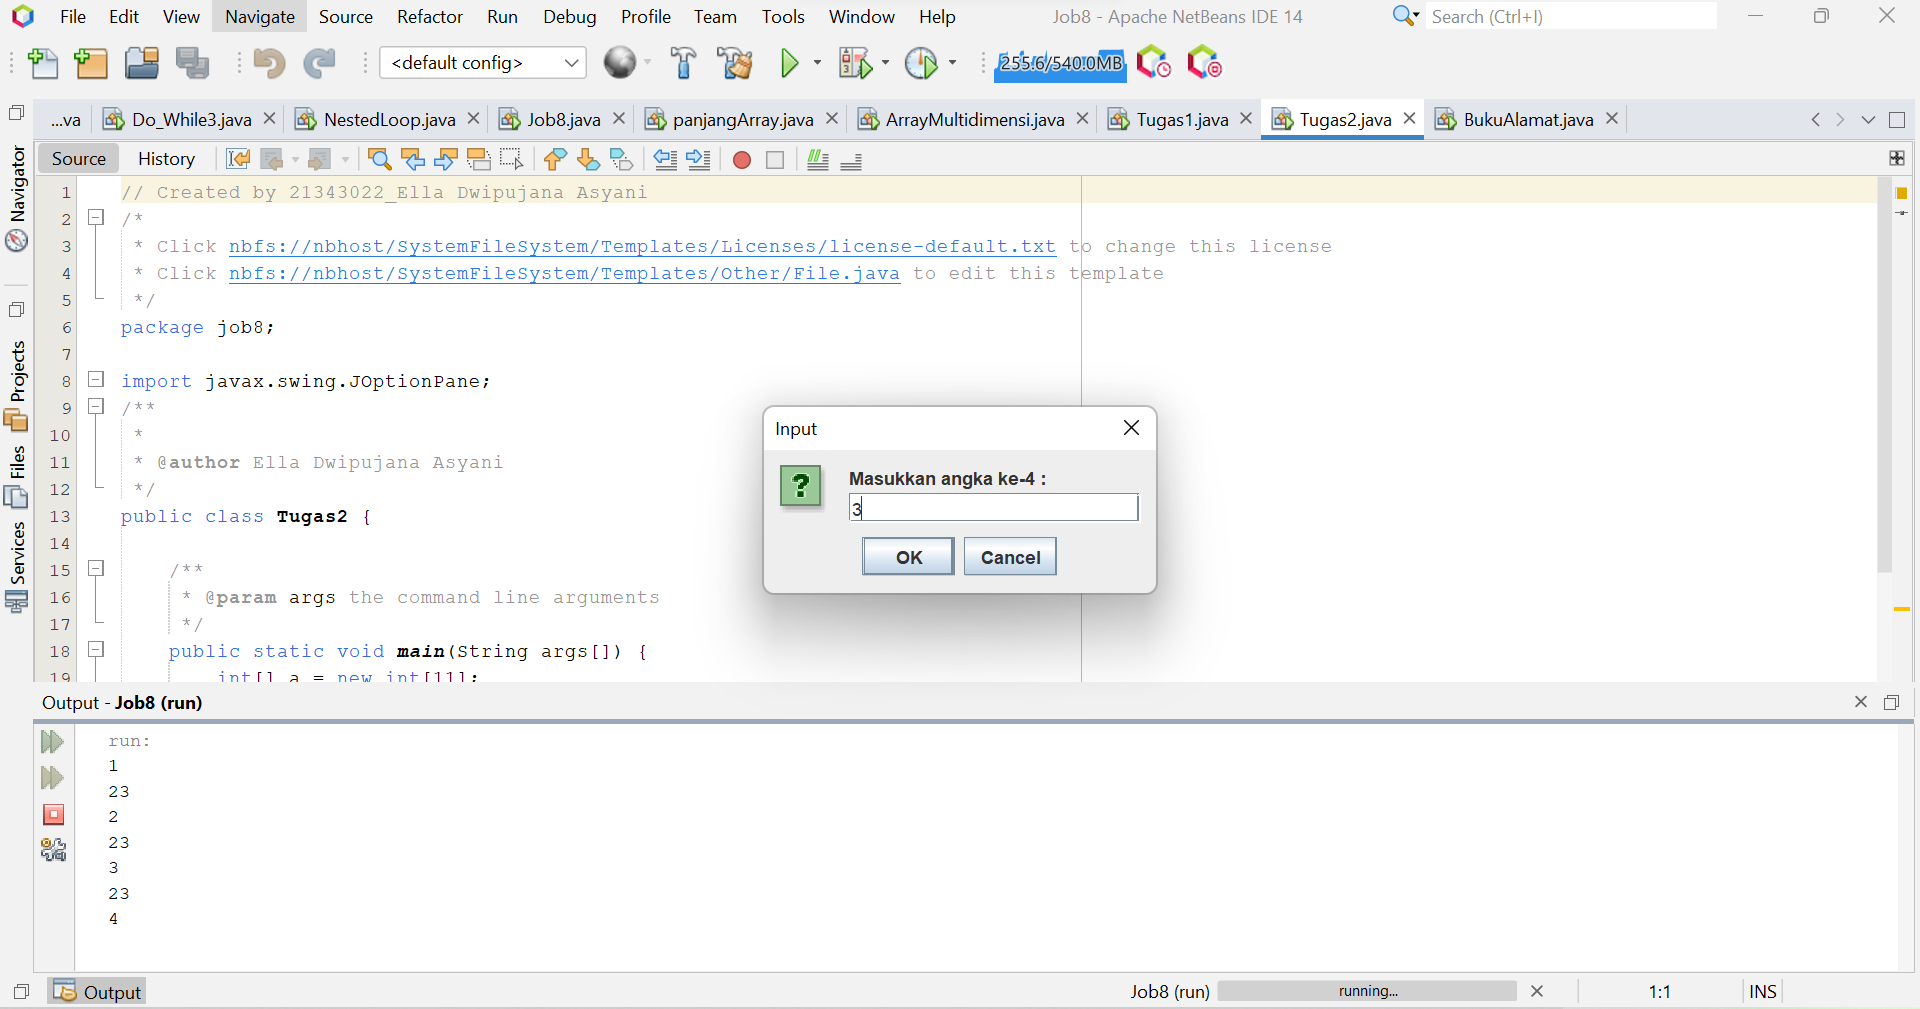 File Edit View Navigate Source Refactor Run Debug Profile Team Tools Window Help Job8 - Apache NetBeans IDE 14 Search (Ctrl+I)
<default config> 255.6/540.0MB
...va Do_While3.java NestedLoop.java Job8.java panjangArray.java ArrayMultidimensi.java Tugas1.java Tugas2.java BukuAlamat.java
Source History
Navigator
Projects
Files
Services
1 // Created by 21343022_Ella Dwipujana Asyani
2 /*
3 * Click nbfs://nbhost/SystemFileSystem/Templates/Licenses/license-default.txt to change this license
4 * Click nbfs://nbhost/SystemFileSystem/Templates/Other/File.java to edit this template
5 */
6 package job8;
7
8 import javax.swing.JOptionPane;
9 /**
10 *
11 * @author Ella Dwipujana Asyani
12 */
13 public class Tugas2 {
14
15 /**
16 * @param args the command line arguments
17 */
18 public static void main(String args[]) {
19 int[] a = new int[11];
Input
Masukkan angka ke-4 :
3
OK Cancel
Output - Job8 (run)
run:
1
23
2
23
3
23
4
Output Job8 (run) running... 1:1 INS